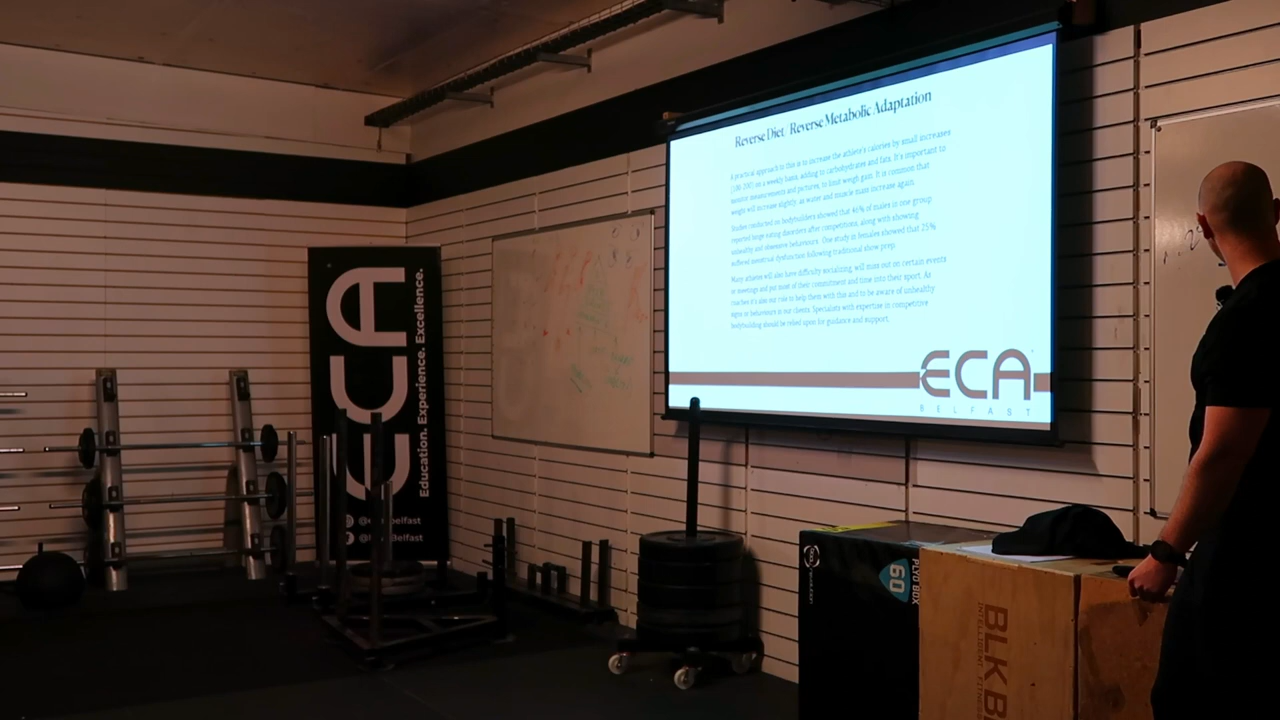 Reverse Diet/ Reverse Metabolic Adaptation
A practical approach to this is to increase the athlete's calories by small increases
(100-200) on a weekly basis, adding to carbohydrates and fats. It's important to
monitor measurements and pictures, to limit weigh gain. It is common that
weight will increase slightly, as water and muscle mass increase again.
Studies conducted on bodybuilders showed that 46% of males in one group
reported binge eating disorders after competitions, along with showing
unhealthy and obsessive behaviours. One study in females showed that 25%
suffered menstrual dysfunction following traditional show prep.
Many athletes will also have difficulty socializing, will miss out on certain events
or meetings and put most of their commitment and time into their sport. As
coaches it's also our role to help them with this and to be aware of unhealthy
signs or behaviours in our clients. Specialists with expertise in competitive
bodybuilding should be relied upon for guidance and support.
ECA
BELFAST
ECA
Education. Experience. Excellence.
60
PLYO BOX
BLK B